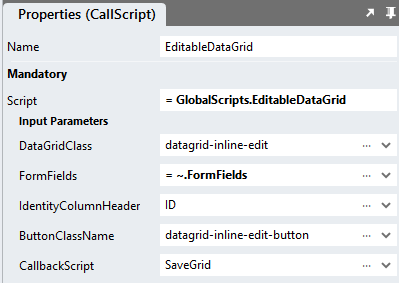 Properties (CallScript)
Name EditableDataGrid
Mandatory
Script = GlobalScripts.EditableDataGrid
Input Parameters
DataGridClass datagrid-inline-edit ...
FormFields = ~.FormFields ...
IdentityColumnHeader ID ...
ButtonClassName datagrid-inline-edit-button ...
CallbackScript SaveGrid ...